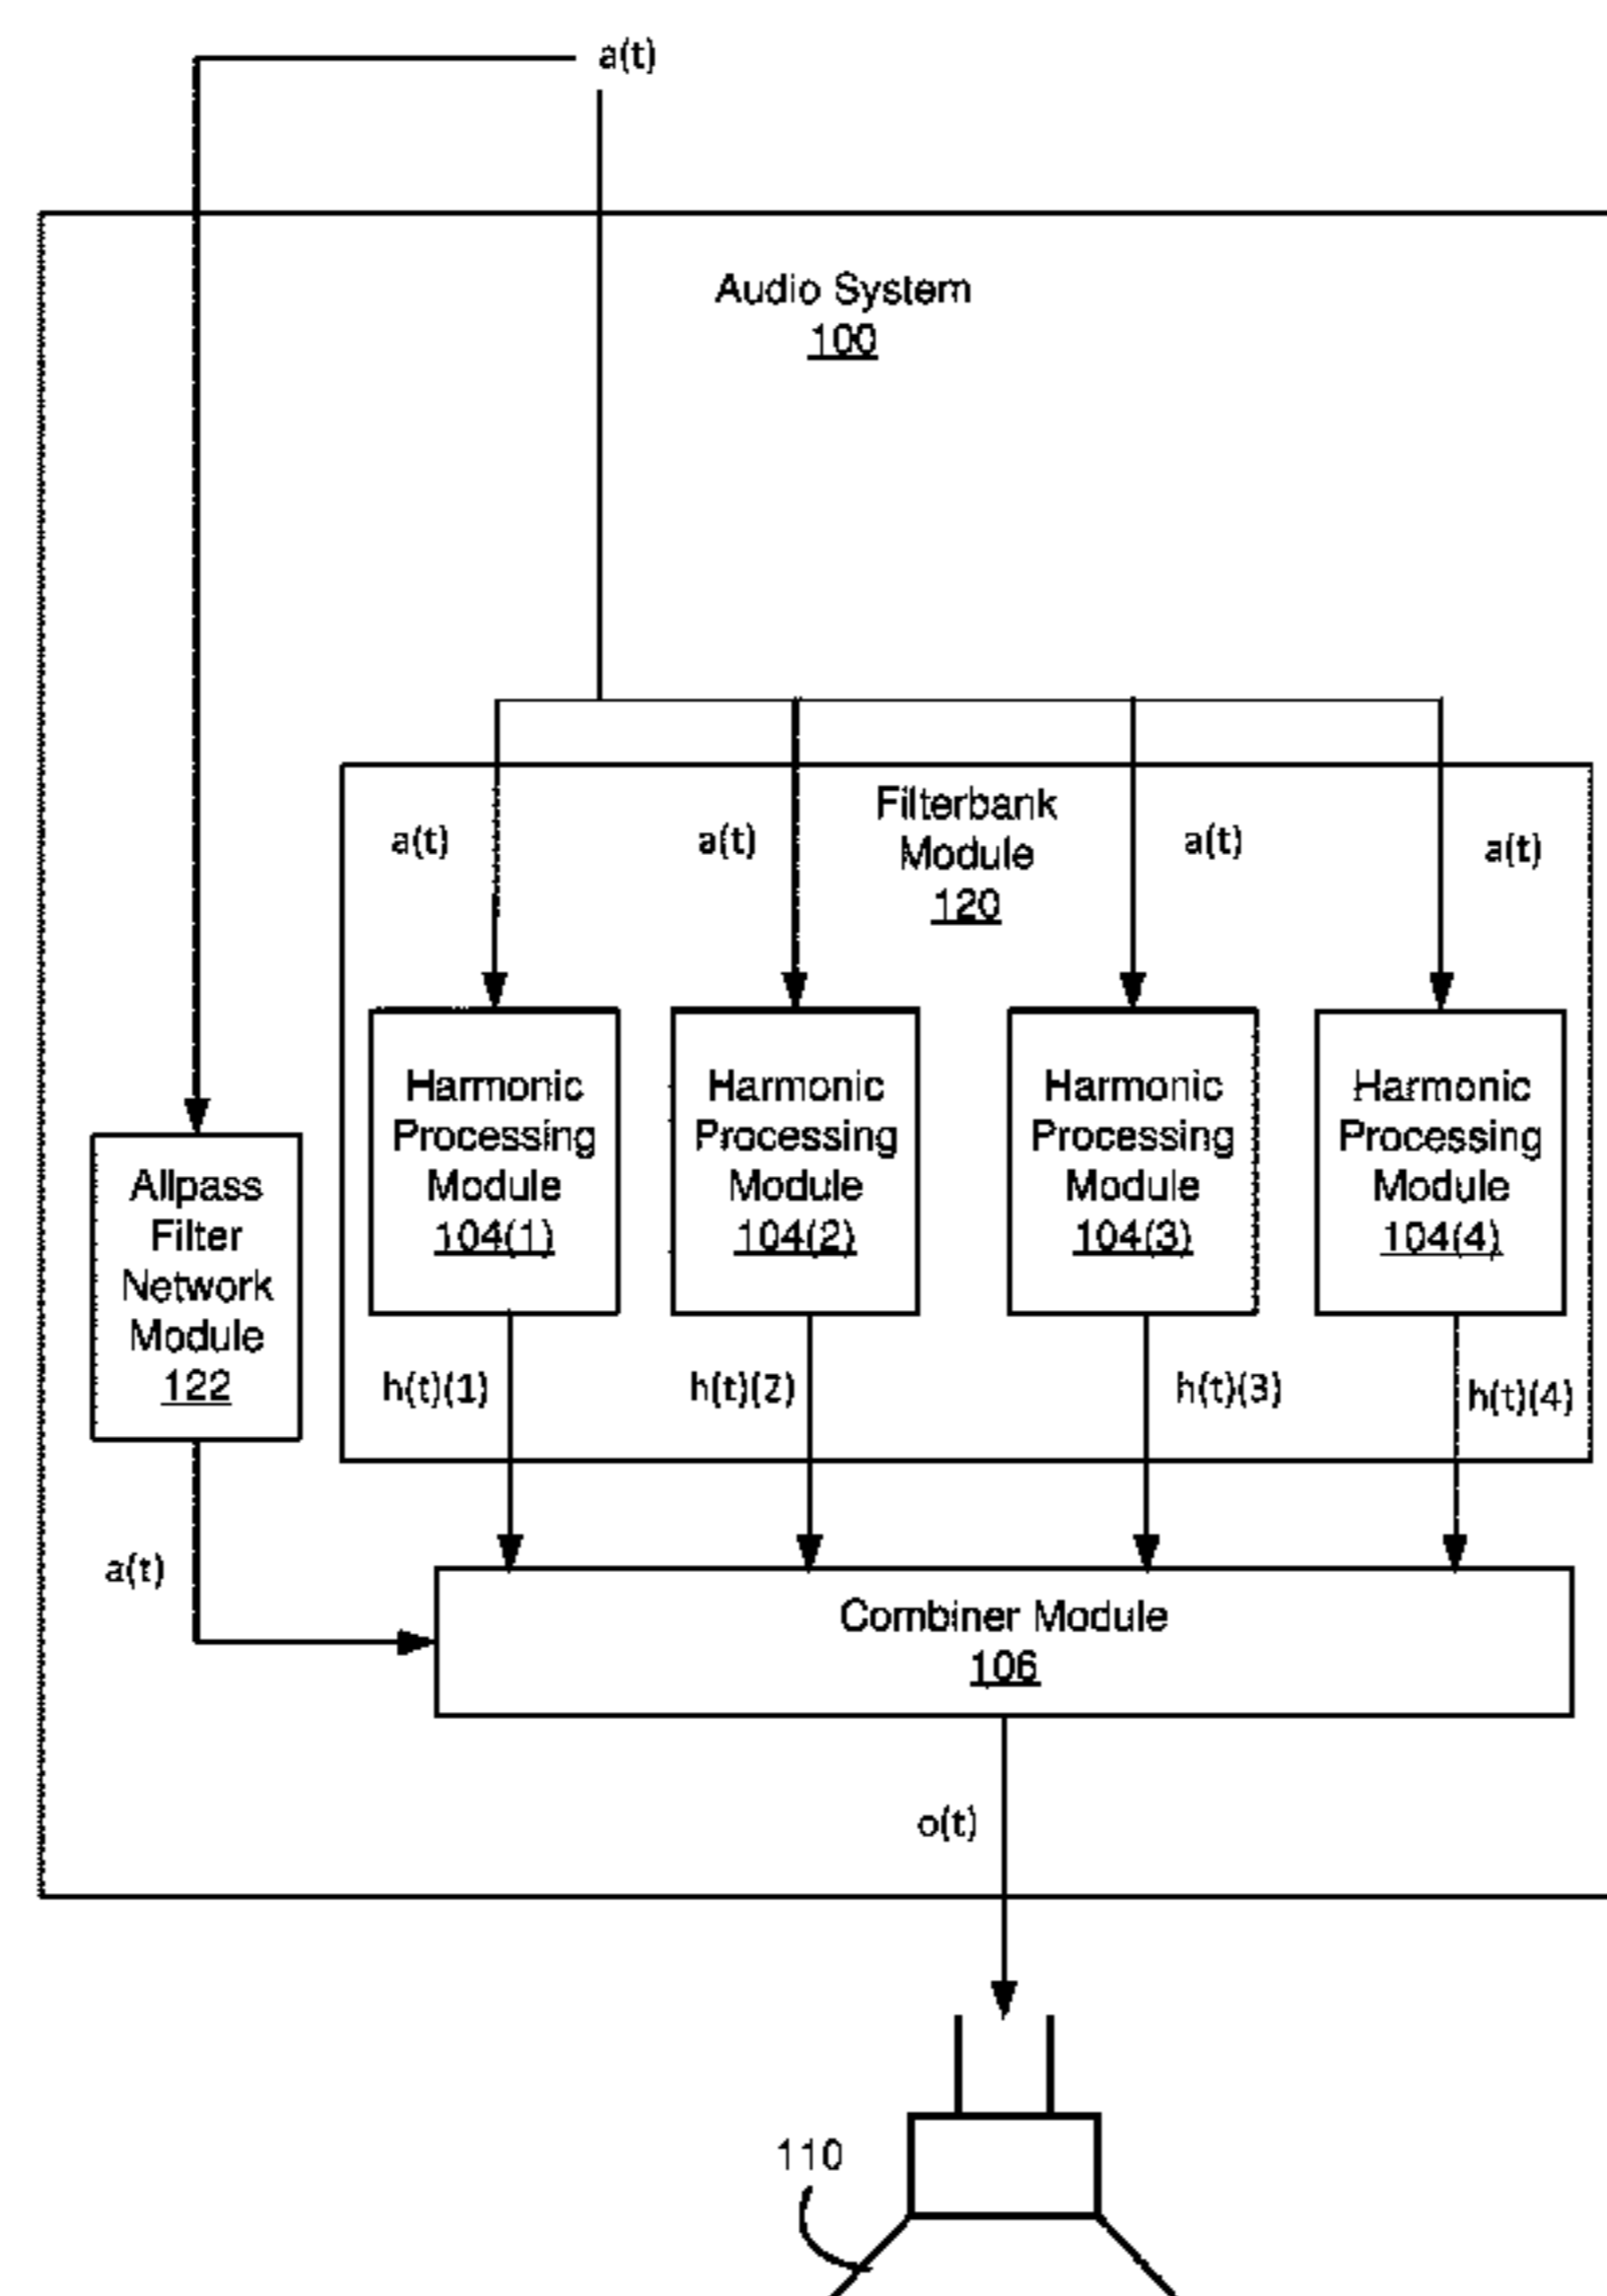 a(t)
Audio System
100
Filterbank
Module
120
a(t)
a(t)
a(t)
a(t)
Harmonic
Processing
Module
104(1)
Harmonic
Processing
Module
104(2)
Harmonic
Processing
Module
104(3)
Harmonic
Processing
Module
104(4)
Allpass
Filter
Network
Module
122
h(t)(1)
h(t)(2)
h(t)(3)
h(t)(4)
a(t)
Combiner Module
106
o(t)
110